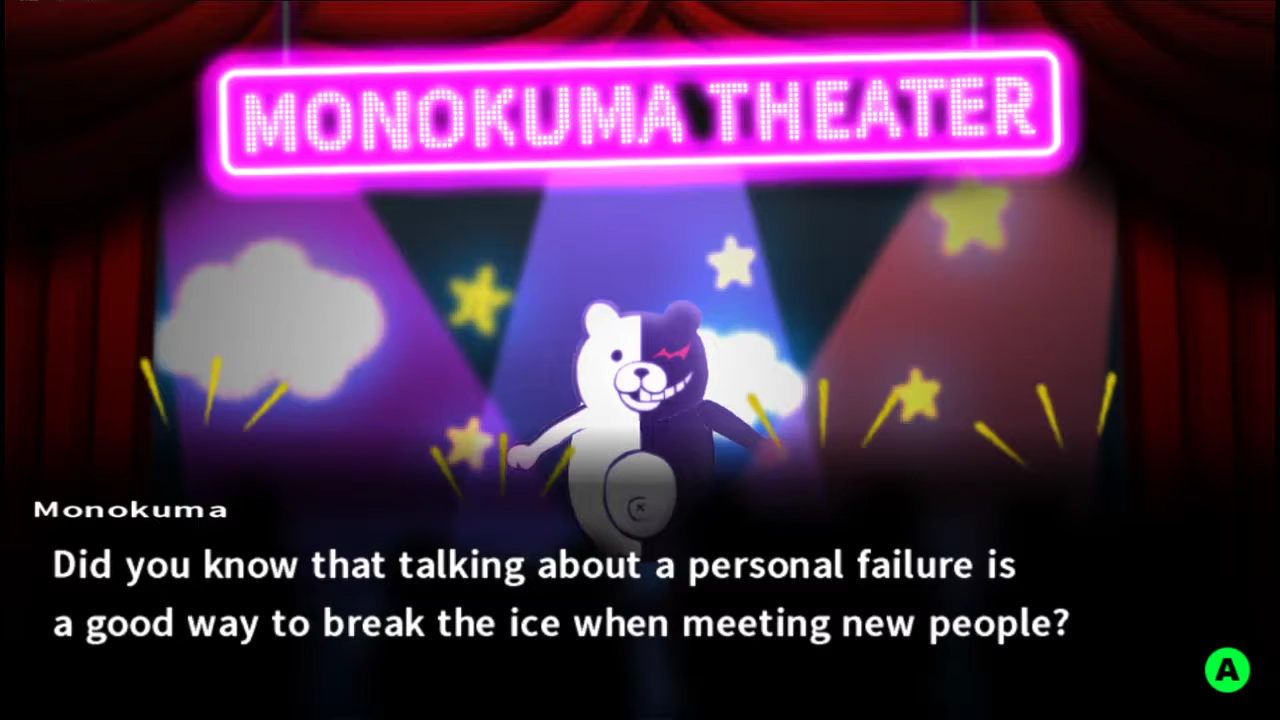 MONOKUMA THEATER
Monokuma
Did you know that talking about a personal failure is
a good way to break the ice when meeting new people?
A